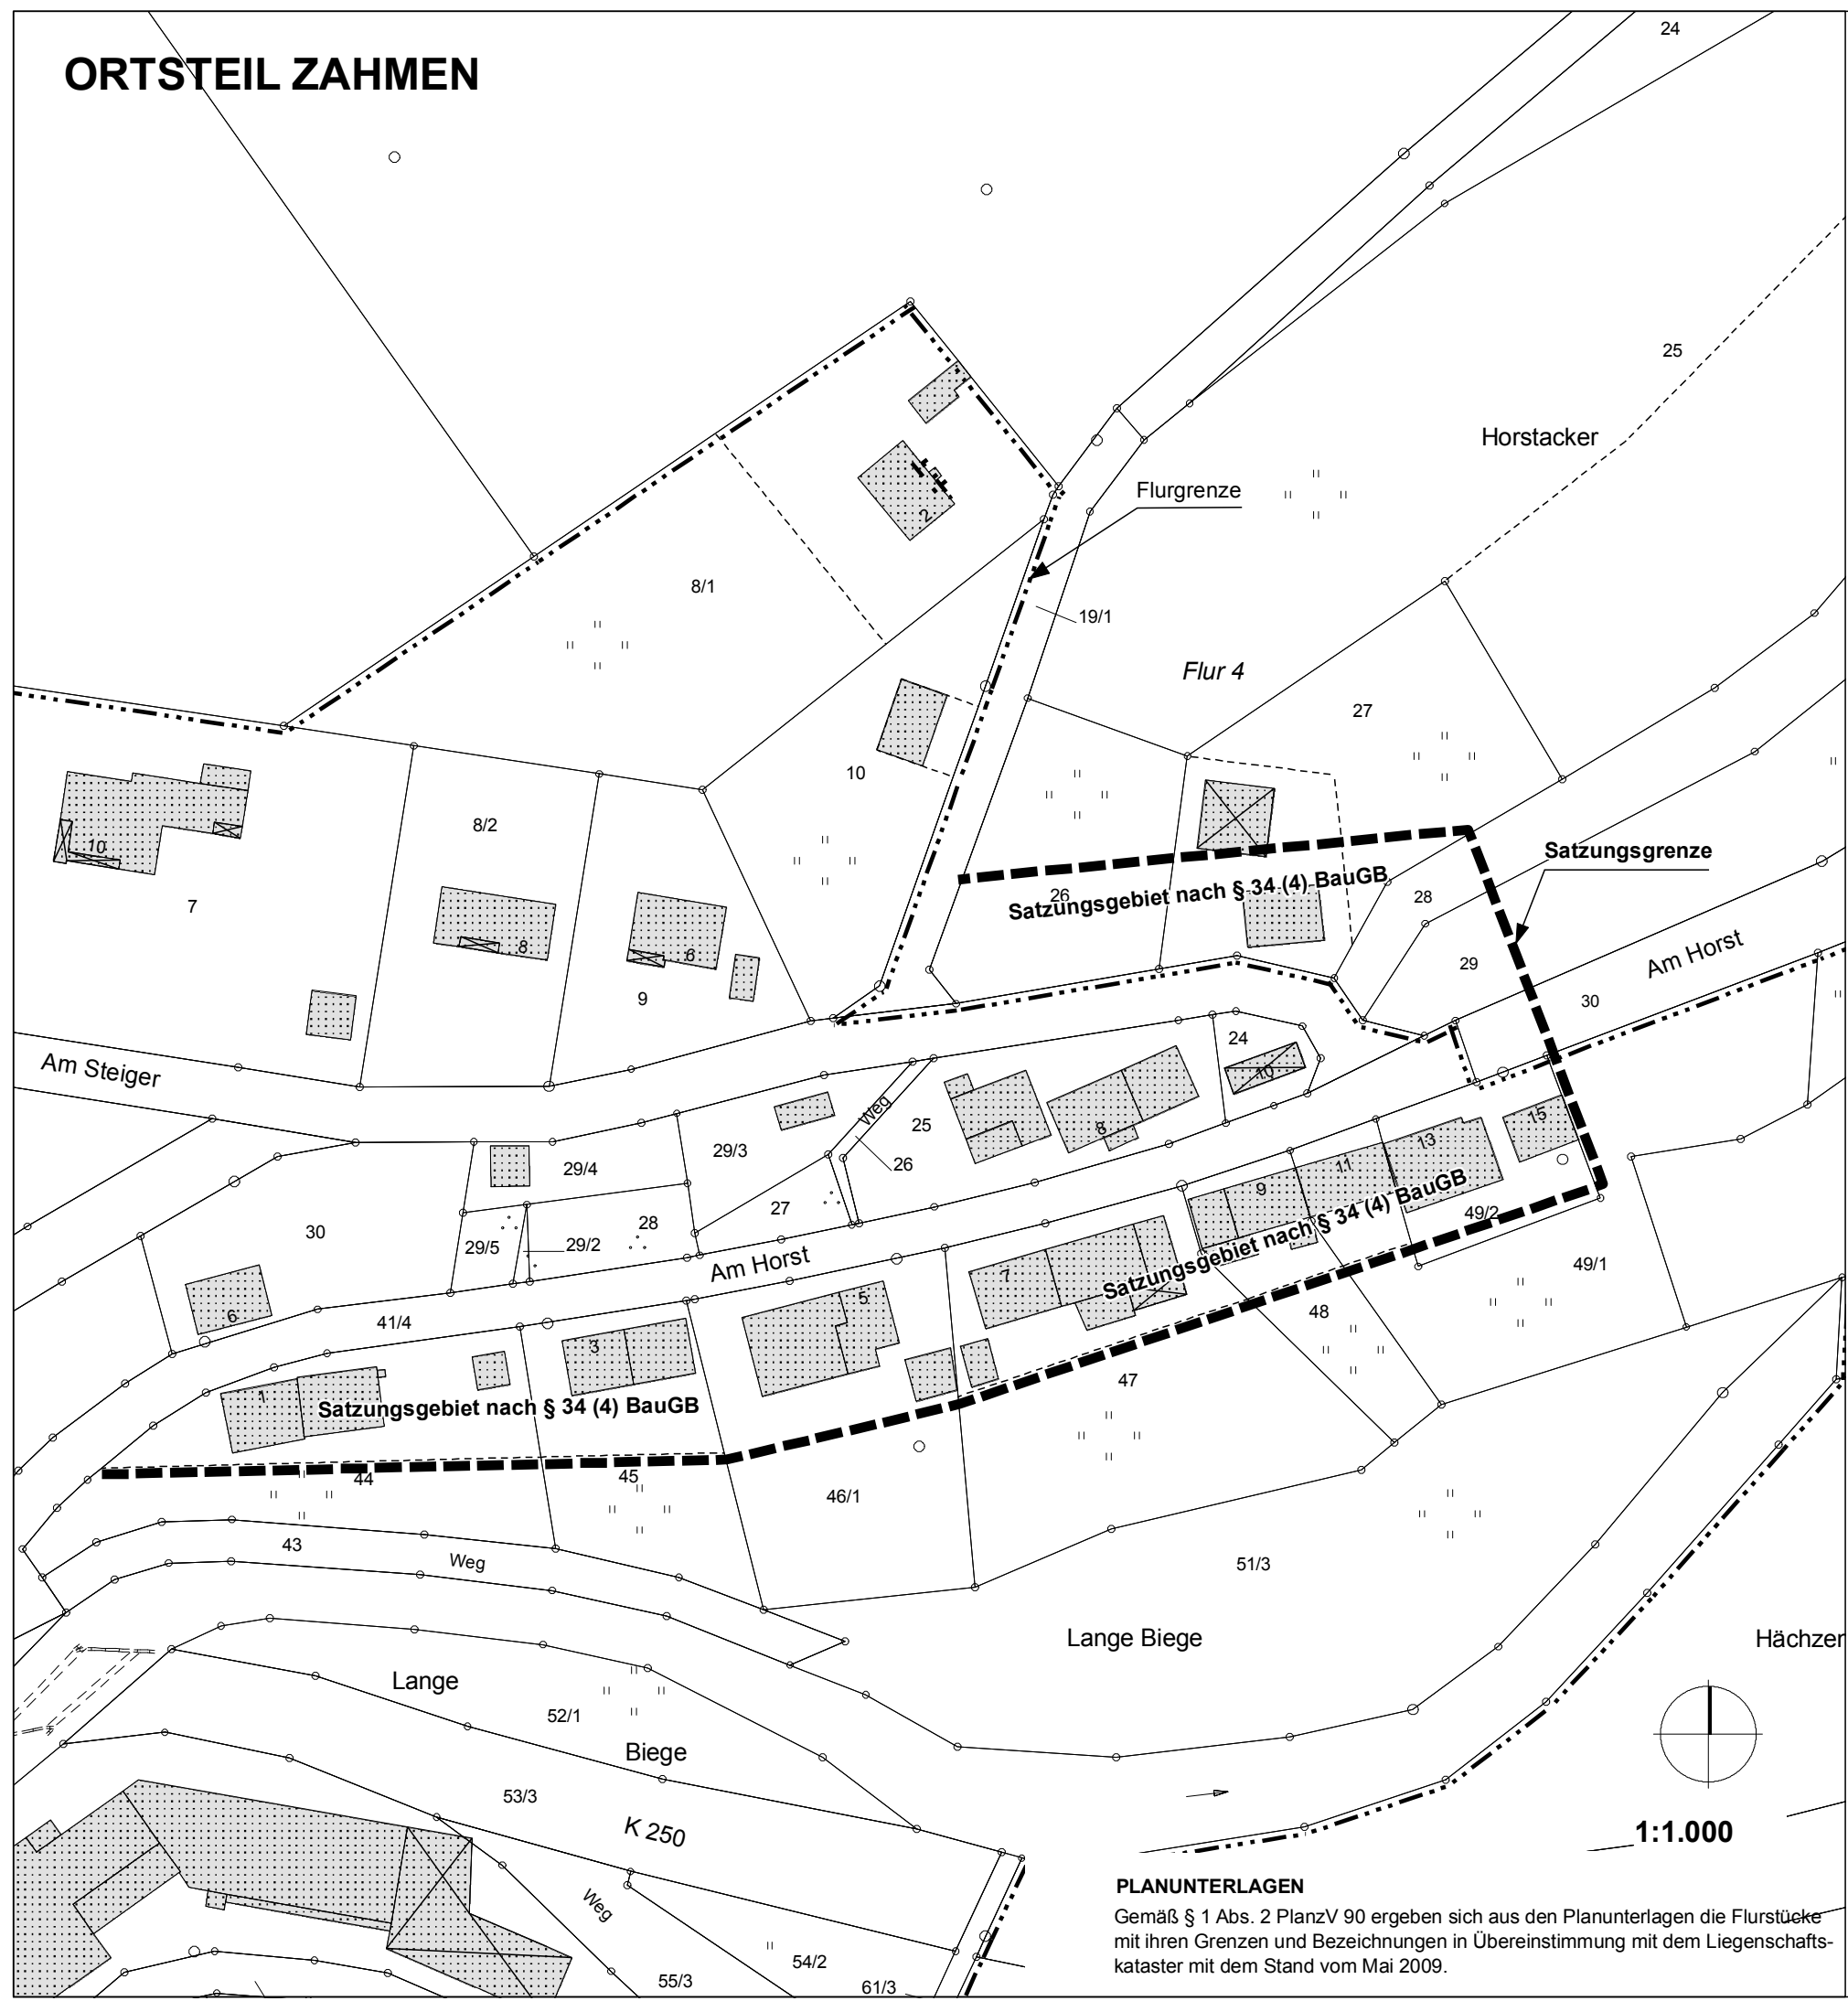 ORTSTEIL ZAHMEN
24
25
Horstacker
Flurgrenze
2
8/1
19/1
Flur 4
27
10
10
8/2
Satzungsgrenze
7
8
6
9
26
Satzungsgebiet nach § 34 (4) BauGB
28
29
Am Horst
30
Am Steiger
24
10
Weg
25
8
26
29/4
29/3
27
15
13
11
9
49/2
30
29/5
29/2
28
Am Horst
7
Satzungsgebiet nach § 34 (4) BauGB
49/1
48
6
41/4
5
3
1
47
Satzungsgebiet nach § 34 (4) BauGB
44
45
46/1
43
Weg
51/3
Lange Biege
Hächzer
Lange
52/1
Biege
53/3
K 250
1:1.000
Weg
54/2
55/3
61/3
PLANUNTERLAGEN
Gemäß § 1 Abs. 2 PlanzV 90 ergeben sich aus den Planunterlagen die Flurstücke
mit ihren Grenzen und Bezeichnungen in Übereinstimmung mit dem Liegenschafts-
kataster mit dem Stand vom Mai 2009.